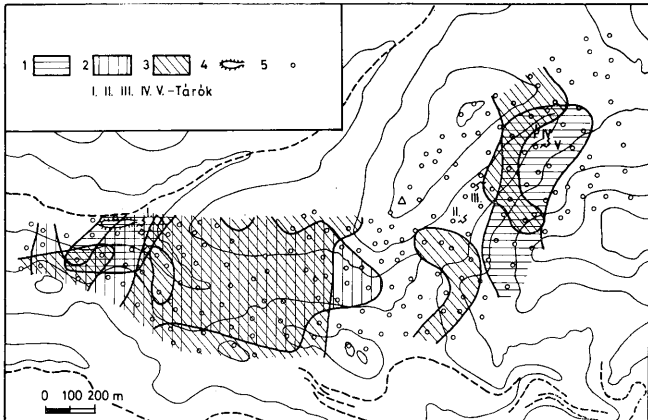 1 2 3 4 5
I. II. III. IV. V. – Tárók
IV
V
III.
II.
0 100 200 m